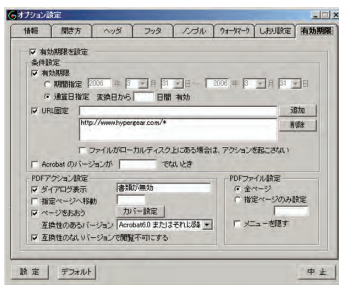 オプション設定
情報 開き方 ヘッダ フッタ ノンブル ウォーターマーク しおり設定 有効期限
有効期限を設定
条件設定
有効期限
期間指定 2006 年 3 月 31 日 ～ 2006 年 3 月 31 日
通算日指定 変換日から 日間 有効
URL固定 追加
http://www.hypergear.com/* 削除
ファイルがローカルディスク上にある場合は、アクションを起こさない
Acrobat のバージョンが でないとき
PDFアクション設定 PDFファイル設定
ダイアログ表示 書類が無効 全ページ
指定ページへ移動 指定ページのみ設定
ページをおおう カバー設定
互換性のあるバージョン Acrobat6.0 またはそれ以降 メニューを隠す
互換性のないバージョンで閲覧不可にする
設 定 デフォルト 中 止